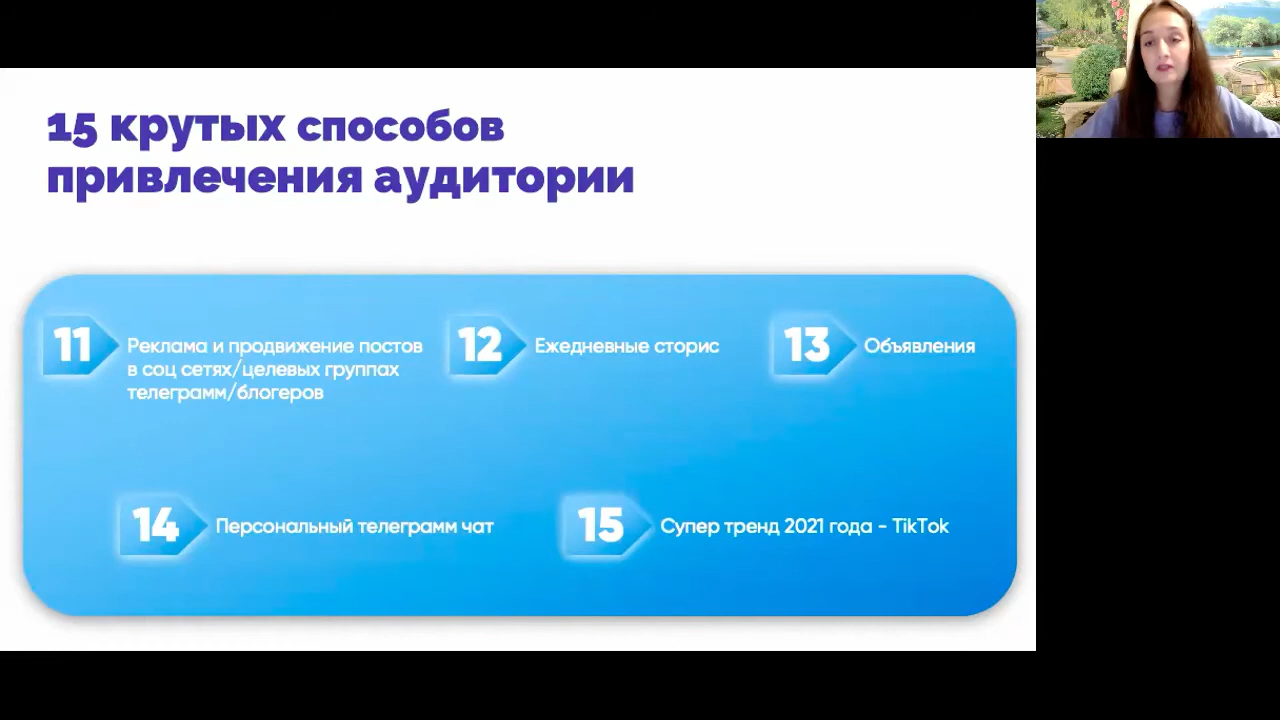 15 крутых способов
привлечения аудитории
11
Реклама и продвижение постов
в соц сетях/целевых группах
телеграмм/блогеров
12
Ежедневные сторис
13
Объявления
14
Персональный телеграмм чат
15
Супер тренд 2021 года - TikTok